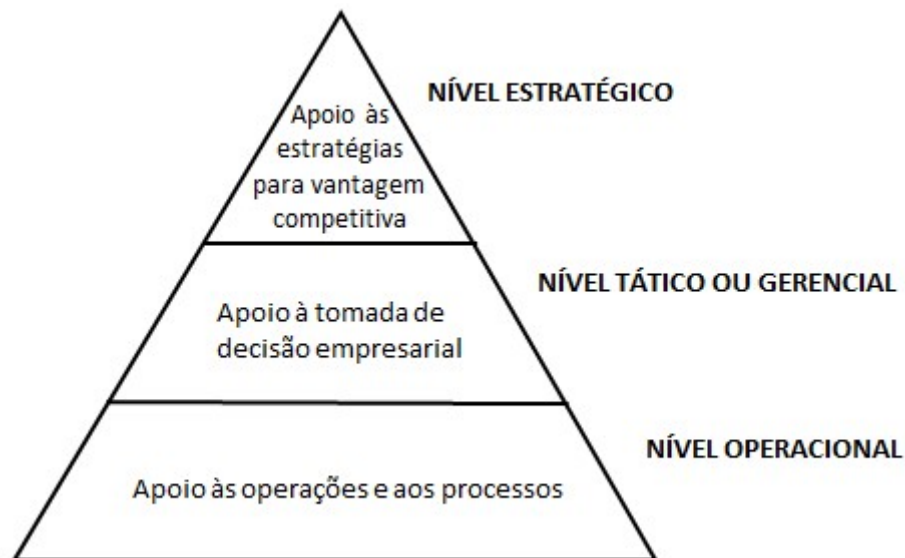 NÍVEL ESTRATÉGICO
Apoio às
estratégias
para vantagem
competitiva
NÍVEL TÁTICO OU GERENCIAL
Apoio à tomada de
decisão empresarial
NÍVEL OPERACIONAL
Apoio às operações e aos processos